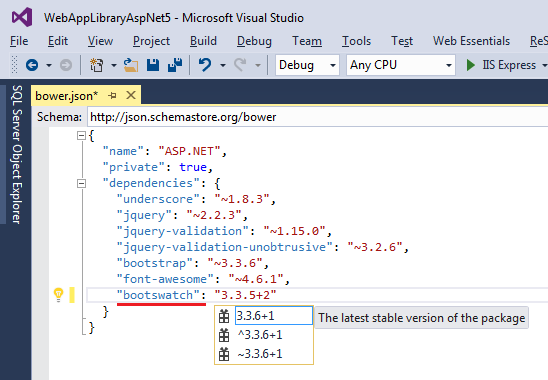 WebAppLibraryAspNet5 - Microsoft Visual Studio
File Edit View Project Build Debug Team Tools Test Web Essentials ReS
Debug Any CPU IIS Express
SQL Server Object Explorer
bower.json*
Schema: http://json.schemastore.org/bower
{
"name": "ASP.NET",
"private": true,
"dependencies": {
"underscore": "~1.8.3",
"jquery": "~2.2.3",
"jquery-validation": "~1.15.0",
"jquery-validation-unobtrusive": "~3.2.6",
"bootstrap": "~3.3.6",
"font-awesome": "~4.6.1",
"bootswatch": "3.3.5+2"
}
}
3.3.6+1 The latest stable version of the package
^3.3.6+1
~3.3.6+1